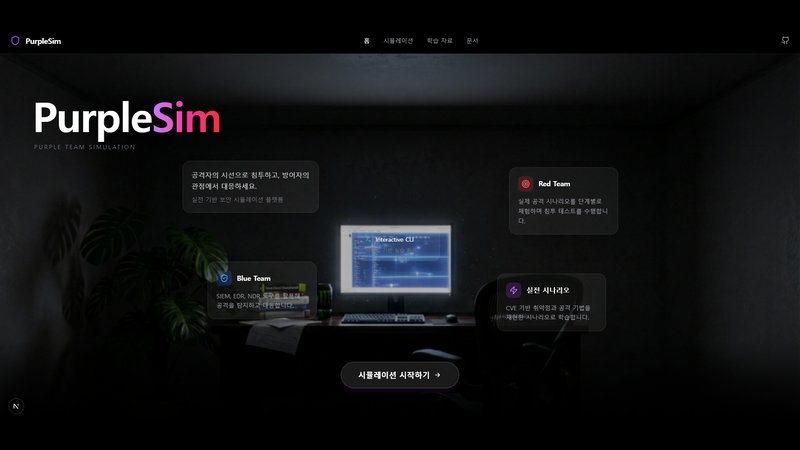 PurpleSim
홈
시뮬레이션
학습 자료
문서
PurpleSim
PURPLE TEAM SIMULATION
공격자의 시선으로 침투하고, 방어자의
관점에서 대응하세요.
실전 기반 보안 시뮬레이션 플랫폼
Red Team
실제 공격 시나리오를 단계별로
체험하며 침투 테스트를 수행합니
다.
Interactive CLI
Blue Team
SIEM, EDR, NDR 도구를 활용해
공격을 탐지하고 대응합니다.
실전 시나리오
CVE 기반 취약점과 공격 기법을
재현한 시나리오로 학습합니다.
시뮬레이션 시작하기 →
N